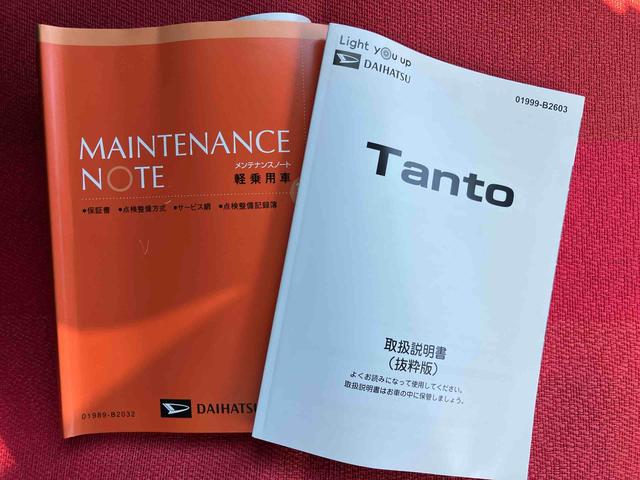 MAINTENANCE
NOTE
メンテナンスノート
軽乗用車
●保証書 ●点検整備方式 ●サービス網 ●点検整備記録簿
DAIHATSU
01989-B2032
Light you up
DAIHATSU
01999-B2603
Tanto
取扱説明書
(抜粋版)
よくお読みになって使用してください。
取扱説明書はお車の中に保管しましょう。